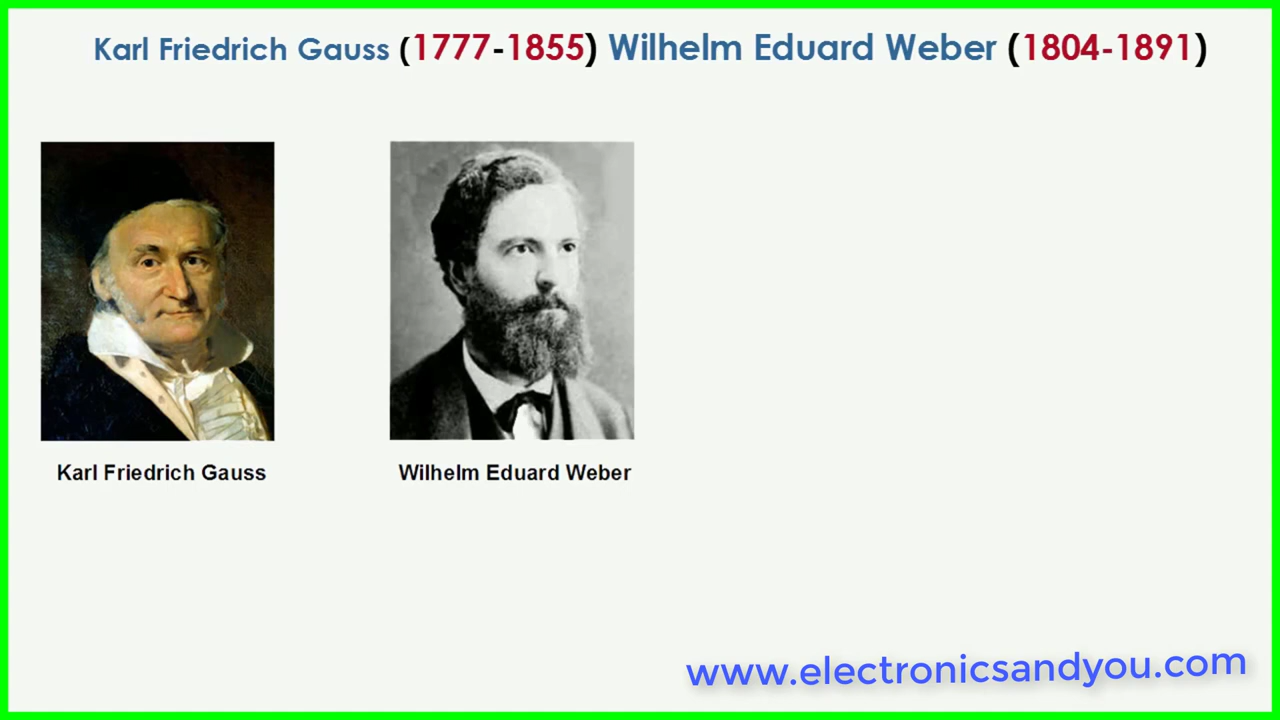 Karl Friedrich Gauss (1777-1855) Wilhelm Eduard Weber (1804-1891)
Karl Friedrich Gauss
Wilhelm Eduard Weber
www.electronicsandyou.com